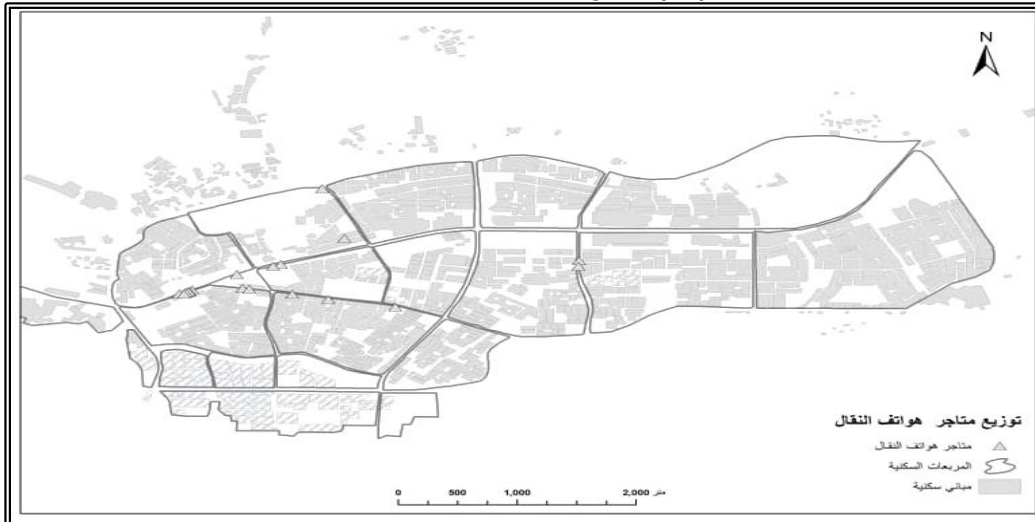 N
توزيع متاجر هواتف النقال
متاجر هواتف النقال
المربعات السكنية
مباني سكنية
0 500 1,000 2,000 متر